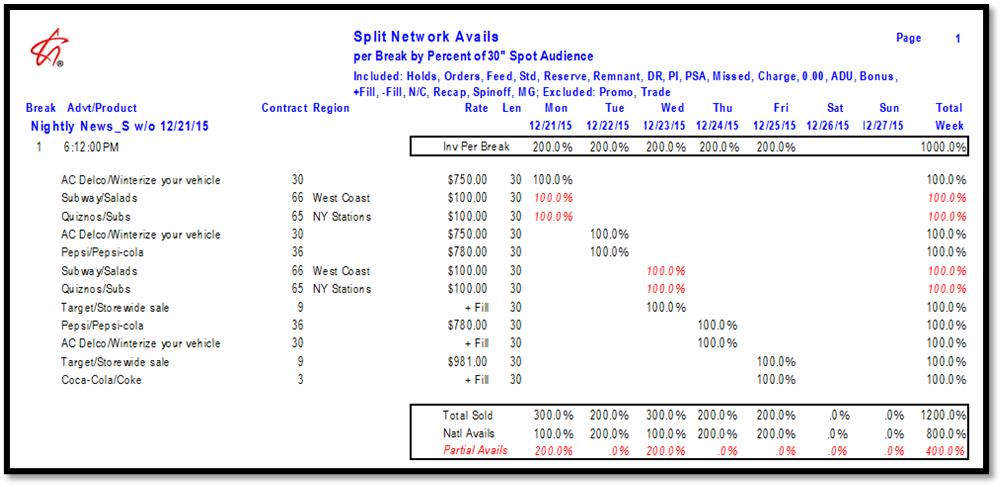 Split Network Avails Page 1
per Break by Percent of 30" Spot Audience
Included: Holds, Orders, Feed, Std, Reserve, Remnant, DR, PI, PSA, Missed, Charge, 0.00, ADU, Bonus,
+Fill, -Fill, N/C, Recap, Spinoff, MG; Excluded: Promo, Trade
®
Break Advt/Product Contract Region Rate Len Mon Tue Wed Thu Fri Sat Sun Total
Nightly News_S w/o 12/21/15 12/21/15 12/22/15 12/23/15 12/24/15 12/25/15 12/26/15 12/27/15 Week
1 6:12:00PM Inv Per Break 200.0% 200.0% 200.0% 200.0% 200.0% 1000.0%
AC Delco/Winterize your vehicle 30 $750.00 30 100.0% 100.0%
Subway/Salads 66 West Coast $100.00 30 100.0% 100.0%
Quiznos/Subs 65 NY Stations $100.00 30 100.0% 100.0%
AC Delco/Winterize your vehicle 30 $750.00 30 100.0% 100.0%
Pepsi/Pepsi-cola 36 $780.00 30 100.0% 100.0%
Subway/Salads 66 West Coast $100.00 30 100.0% 100.0%
Quiznos/Subs 65 NY Stations $100.00 30 100.0% 100.0%
Target/Storewide sale 9 + Fill 30 100.0% 100.0%
Pepsi/Pepsi-cola 36 $780.00 30 100.0% 100.0%
AC Delco/Winterize your vehicle 30 + Fill 30 100.0% 100.0%
Target/Storewide sale 9 $981.00 30 100.0% 100.0%
Coca-Cola/Coke 3 + Fill 30 100.0% 100.0%
Total Sold 300.0% 200.0% 300.0% 200.0% 200.0% .0% .0% 1200.0%
Natl Avails 100.0% 200.0% 100.0% 200.0% 200.0% .0% .0% 800.0%
Partial Avails 200.0% .0% 200.0% .0% .0% .0% .0% 400.0%